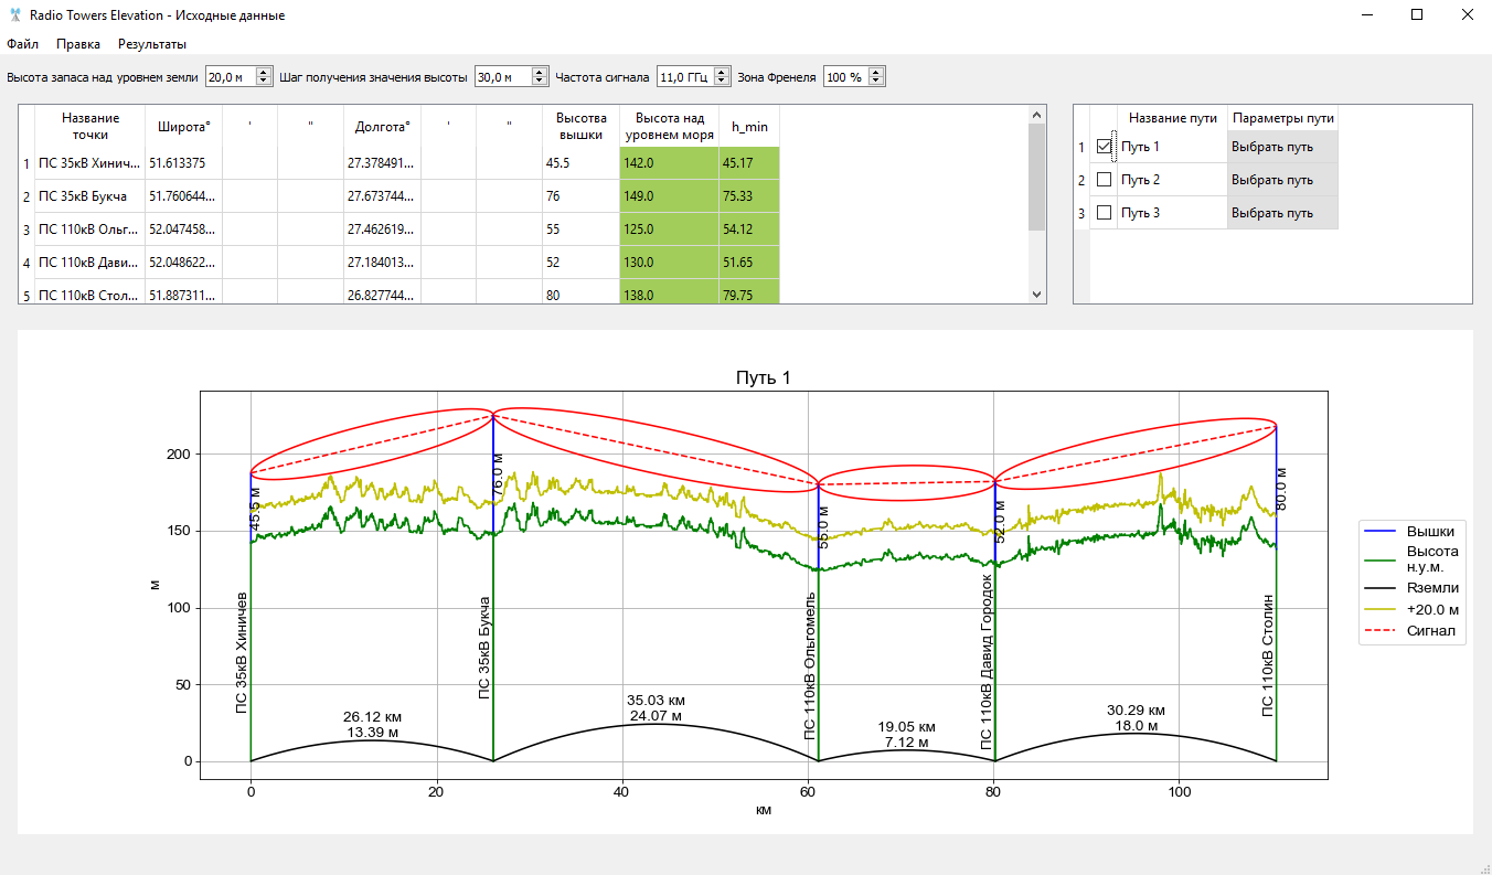 Radio Towers Elevation - Исходные данные
Файл Правка Результаты
Высота запаса над уровнем земли 20,0 м Шаг получения значения высоты 30,0 м Частота сигнала 11,0 ГГц Зона Френеля 100 %
Название точки Широта° ' " Долгота° ' " Высотва вышки Высота над уровнем моря h_min
1 ПС 35кВ Хинич... 51.613375 27.378491... 45.5 142.0 45.17
2 ПС 35кВ Букча 51.760644... 27.673744... 76 149.0 75.33
3 ПС 110кВ Ольг... 52.047458... 27.462619... 55 125.0 54.12
4 ПС 110кВ Дави... 52.048622... 27.184013... 52 130.0 51.65
5 ПС 110кВ Стол... 51.887311... 26.827744... 80 138.0 79.75
Название пути Параметры пути
1 Путь 1 Выбрать путь
2 Путь 2 Выбрать путь
3 Путь 3 Выбрать путь
Путь 1
м
200
150
100
50
0
45.5 м
76.0 м
55.0 м
52.0 м
80.0 м
ПС 35кВ Хиничев
ПС 35кВ Букча
ПС 110кВ Ольгомель
ПС 110кВ Давид Городок
ПС 110кВ Столин
26.12 км
13.39 м
35.03 км
24.07 м
19.05 км
7.12 м
30.29 км
18.0 м
0 20 40 60 80 100
км
Вышки
Высота
н.у.м.
Rземли
+20.0 м
Сигнал